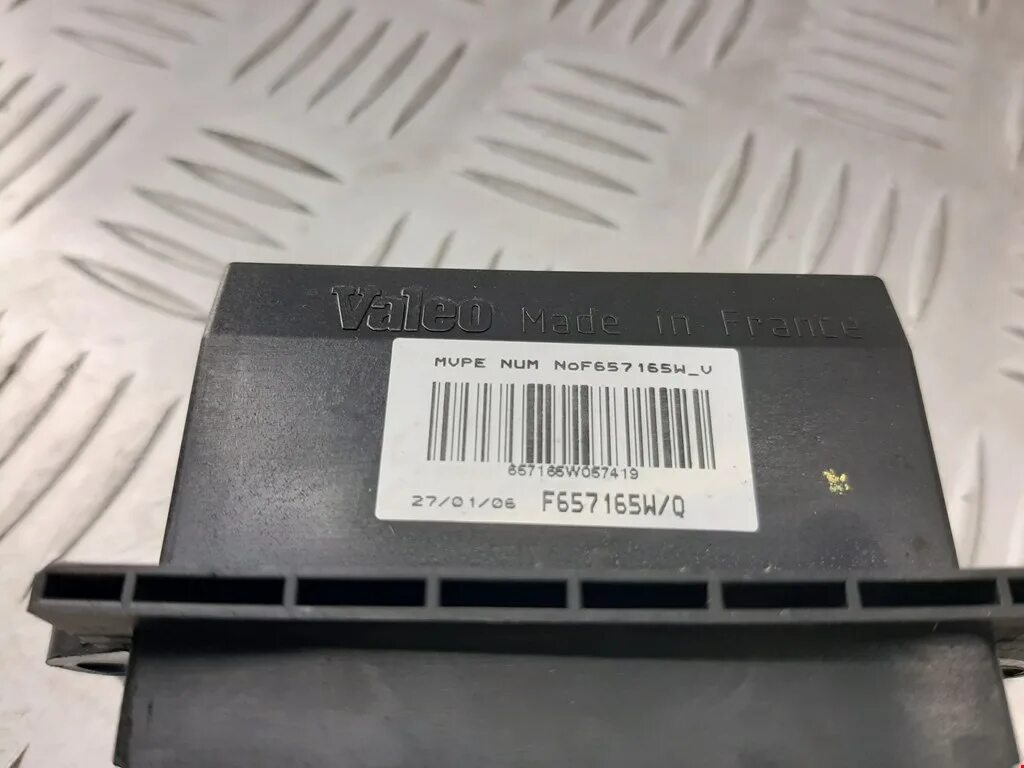 Valeo Made in France
MVPE NUM NoF657165W_V
657165W057419
27/01/06 F657165W/Q